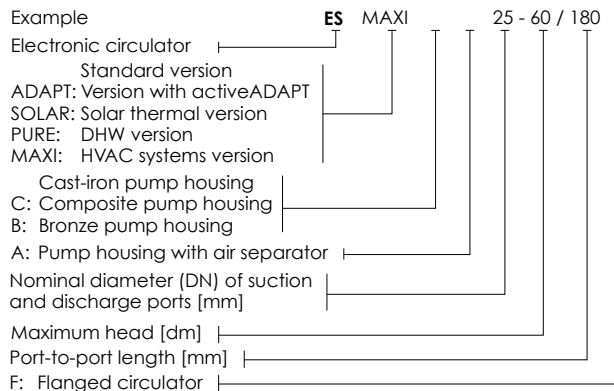 Example ES MAXI 25 - 60 / 180
Electronic circulator
Standard version
ADAPT: Version with activeADAPT
SOLAR: Solar thermal version
PURE: DHW version
MAXI: HVAC systems version
Cast-iron pump housing
C: Composite pump housing
B: Bronze pump housing
A: Pump housing with air separator
Nominal diameter (DN) of suction
and discharge ports [mm]
Maximum head [dm]
Port-to-port length [mm]
F: Flanged circulator